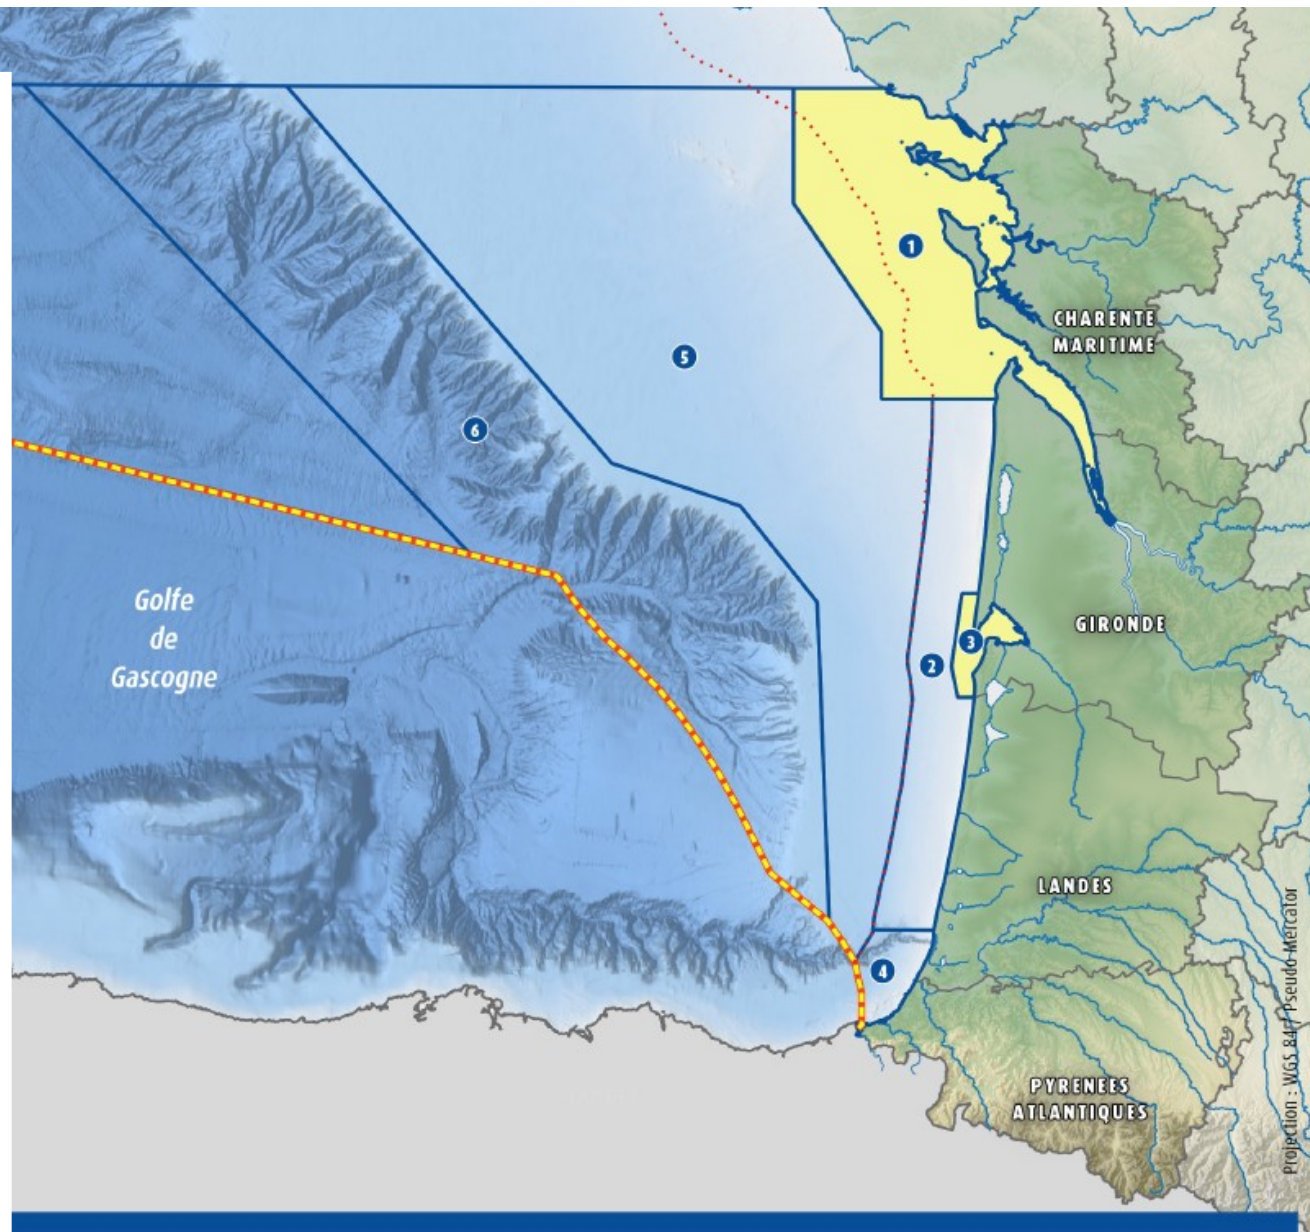 1
CHARENTE
MARITIME
5
6
Golfe
de
Gascogne
GIRONDE
3
2
LANDES
4
PYRENEES
ATLANTIQUES
Projection : WGS 84 / Pseudo-Mercator